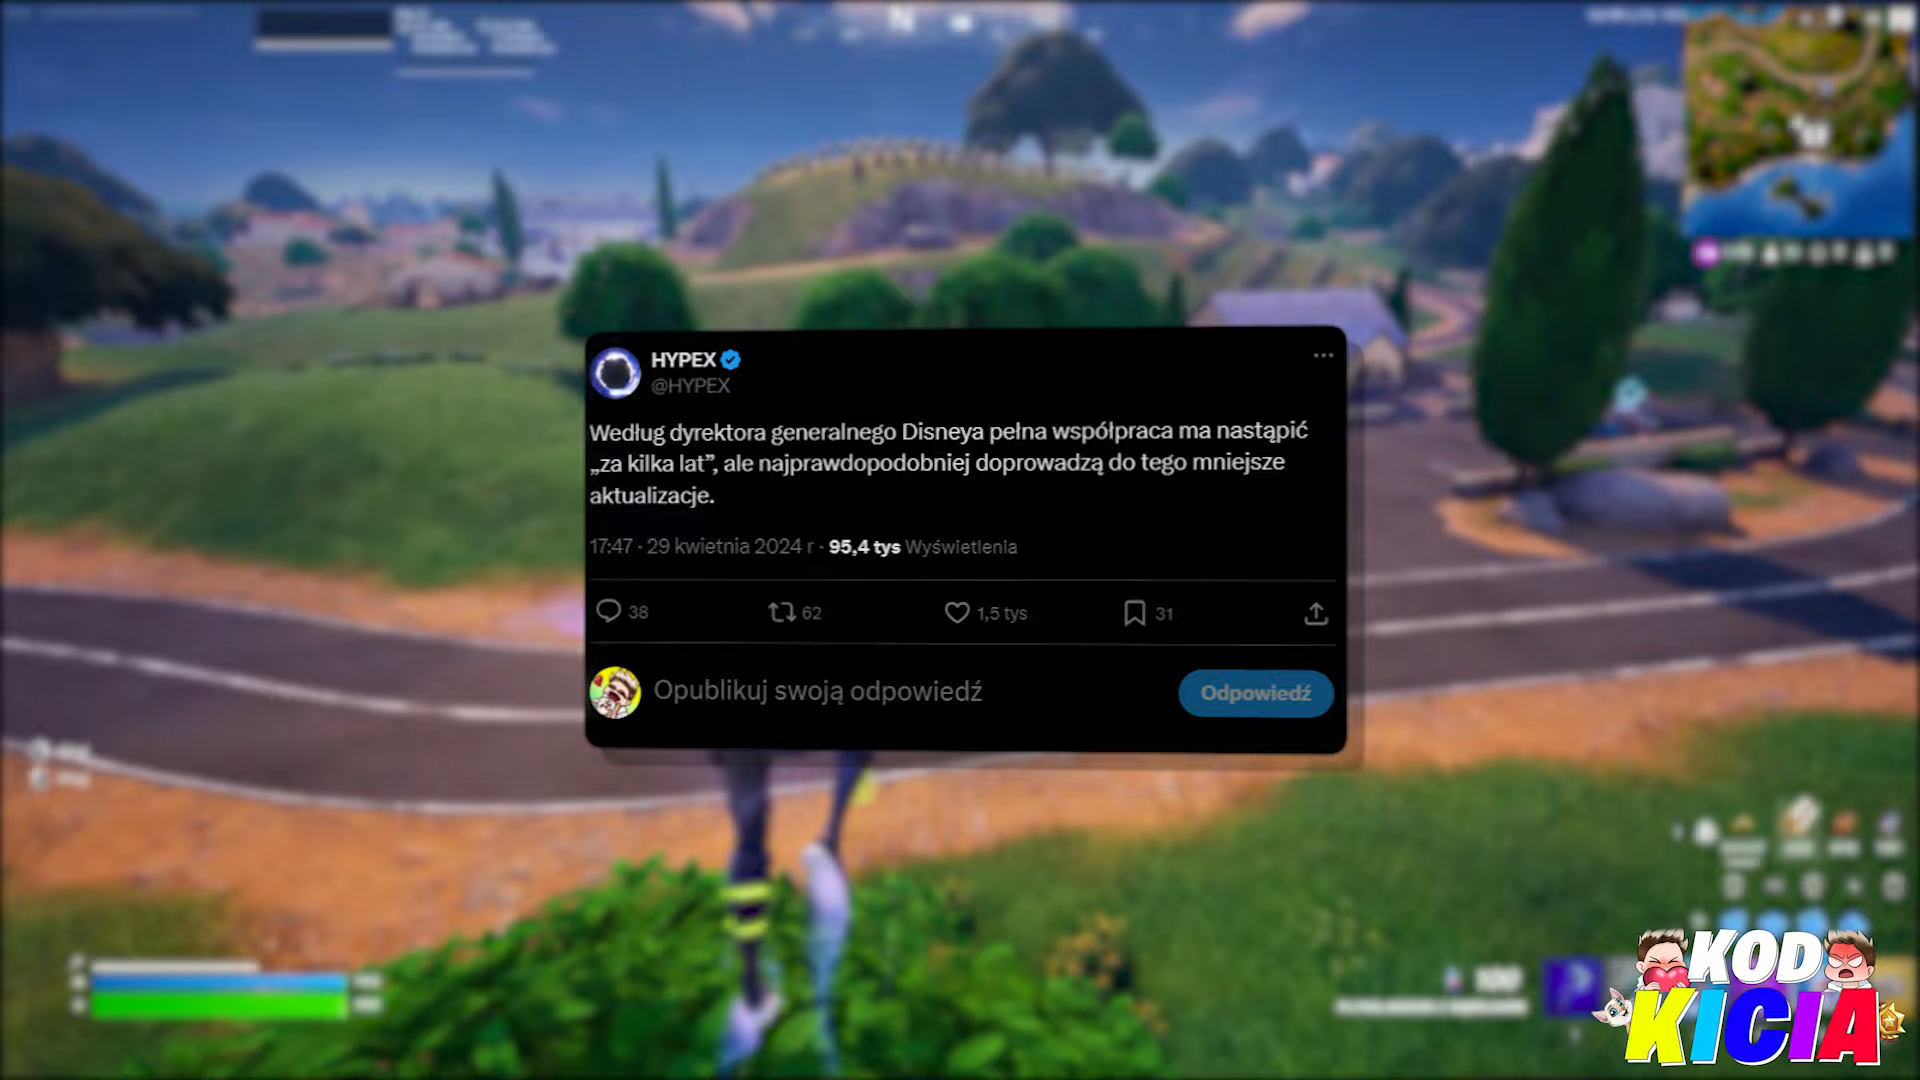 N
HYPEX
@HYPEX
Według dyrektora generalnego Disneya pełna współpraca ma nastąpić
„za kilka lat”, ale najprawdopodobniej doprowadzą do tego mniejsze
aktualizacje.
17:47 · 29 kwietnia 2024 r · 95,4 tys Wyświetlenia
38 62 1,5 tys 31
Opublikuj swoją odpowiedź Odpowiedź
100
KOD
KICIA